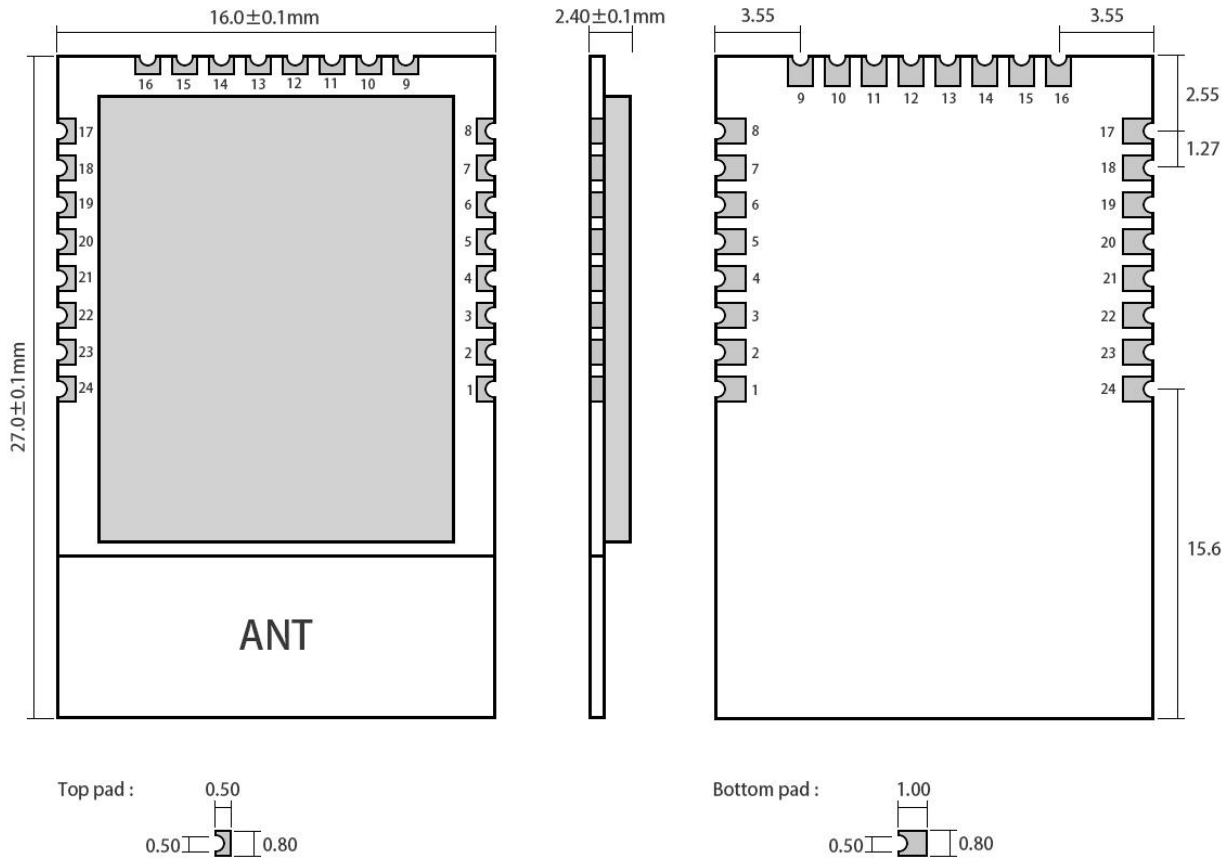 16.0±0.1mm
2.40±0.1mm
3.55
3.55
16 15 14 13 12 11 10 9
9 10 11 12 13 14 15 16
2.55
1.27
17 8
18 7
19 6
20 5
21 4
22 3
23 2
24 1
8 17
7 18
6 19
5 20
4 21
3 22
2 23
1 24
27.0±0.1mm
15.6
ANT
Top pad : 0.50
0.50 0.80
Bottom pad : 1.00
0.50 0.80